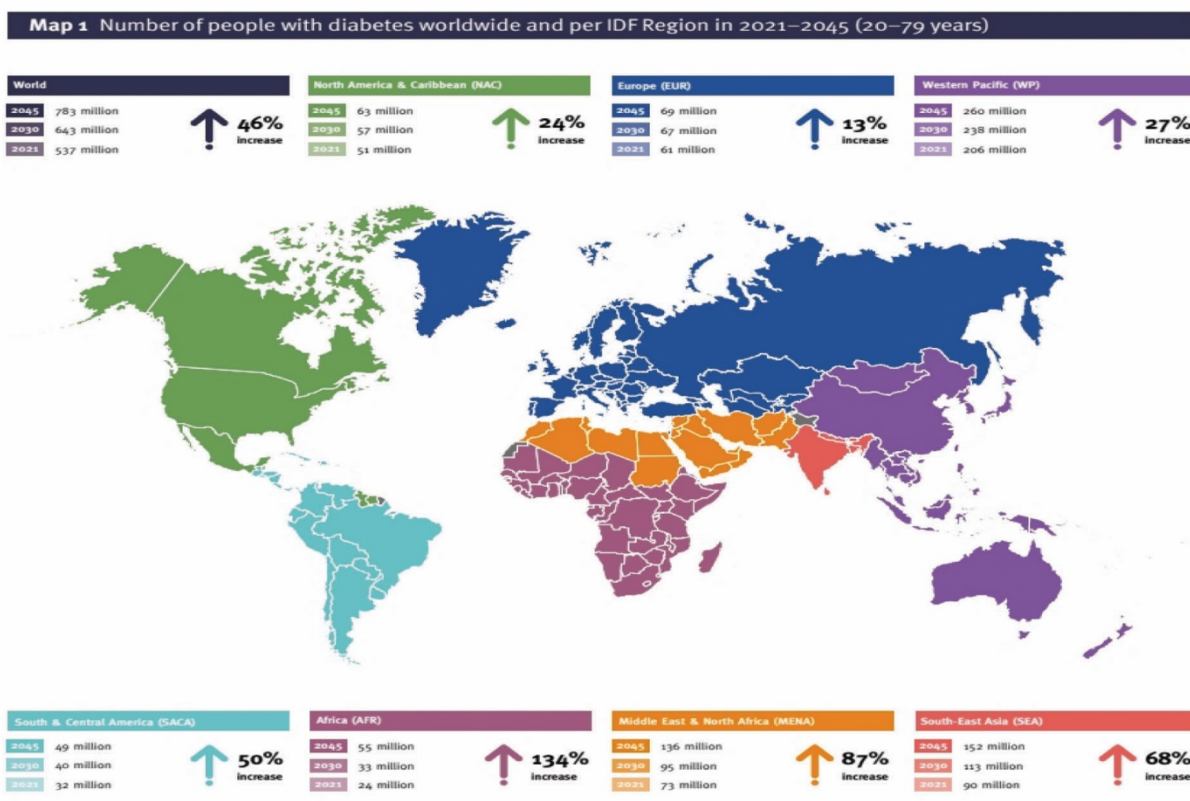 Map 1 Number of people with diabetes worldwide and per IDF Region in 2021–2045 (20–79 years)
World
2045 783 million
2030 643 million
2021 537 million
46%
increase
North America & Caribbean (NAC)
2045 63 million
2030 57 million
2021 51 million
24%
increase
Europe (EUR)
2045 69 million
2030 67 million
2021 61 million
13%
increase
Western Pacific (WP)
2045 260 million
2030 238 million
2021 206 million
27%
increase
South & Central America (SACA)
2045 49 million
2030 40 million
2021 32 million
50%
increase
Africa (AFR)
2045 55 million
2030 33 million
2021 24 million
134%
increase
Middle East & North Africa (MENA)
2045 136 million
2030 95 million
2021 73 million
87%
increase
South-East Asia (SEA)
2045 152 million
2030 113 million
2021 90 million
68%
increase